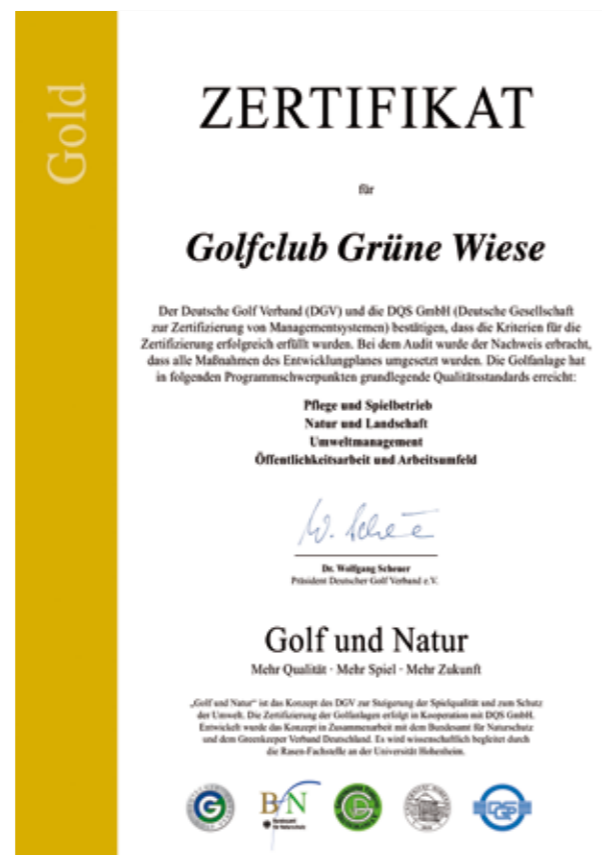 Gold
ZERTIFIKAT
für
Golfclub Grüne Wiese
Der Deutsche Golf Verband (DGV) und die DQS GmbH (Deutsche Gesellschaft
zur Zertifizierung von Managementsystemen) bestätigen, dass die Kriterien für die
Zertifizierung erfolgreich erfüllt wurden. Bei dem Audit wurde der Nachweis erbracht,
dass alle Maßnahmen des Entwicklungplanes umgesetzt wurden. Die Golfanlage hat
in folgenden Programmschwerpunkten grundlegende Qualitätsstandards erreicht:
Pflege und Spielbetrieb
Natur und Landschaft
Umweltmanagement
Öffentlichkeitsarbeit und Arbeitsumfeld
Dr. Wolfgang Scheuer
Präsident Deutscher Golf Verband e.V.
Golf und Natur
Mehr Qualität · Mehr Spiel · Mehr Zukunft
„Golf und Natur“ ist das Konzept des DGV zur Steigerung der Spielqualität und zum Schutz
der Umwelt. Die Zertifizierung der Golfanlagen erfolgt in Kooperation mit DQS GmbH.
Entwickelt wurde das Konzept in Zusammenarbeit mit dem Bundesamt für Naturschutz
und dem Greenkeeper Verband Deutschland. Es wird wissenschaftlich begleitet durch
die Rasen-Fachstelle an der Universität Hohenheim.
G
BfN
Bundesamt
für Naturschutz
G
DQS